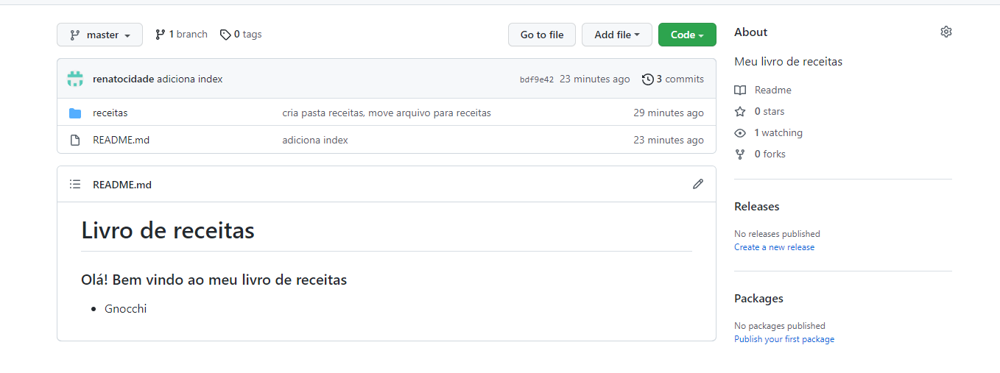 master 1 branch 0 tags Go to file Add file Code
renatocidade adiciona index bdf9e42 23 minutes ago 3 commits
receitas cria pasta receitas, move arquivo para receitas 29 minutes ago
README.md adiciona index 23 minutes ago
README.md
Livro de receitas
Olá! Bem vindo ao meu livro de receitas
Gnocchi
About
Meu livro de receitas
Readme
0 stars
1 watching
0 forks
Releases
No releases published
Create a new release
Packages
No packages published
Publish your first package